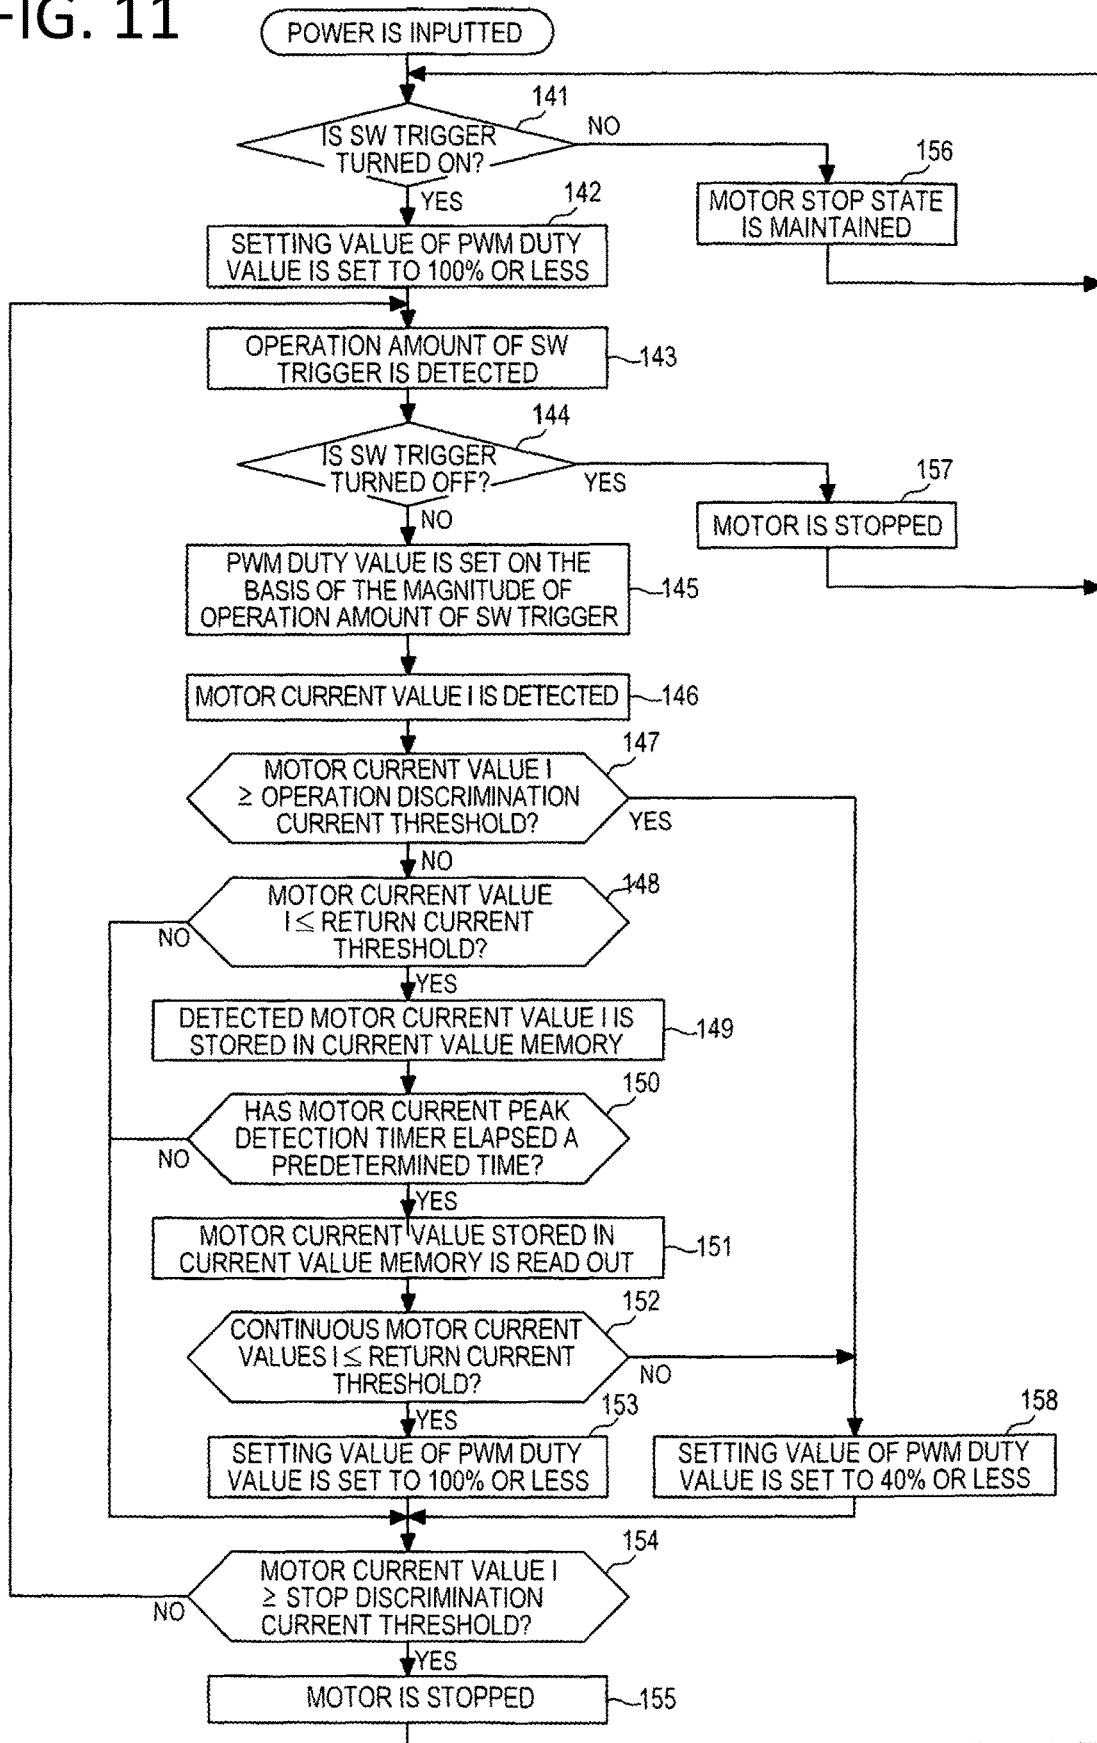 FIG. 11
POWER IS INPUTTED
141
IS SW TRIGGER
TURNED ON?
NO
YES
156
MOTOR STOP STATE
IS MAINTAINED
142
SETTING VALUE OF PWM DUTY
VALUE IS SET TO 100% OR LESS
OPERATION AMOUNT OF SW
TRIGGER IS DETECTED
143
144
IS SW TRIGGER
TURNED OFF?
YES
NO
157
MOTOR IS STOPPED
PWM DUTY VALUE IS SET ON THE
BASIS OF THE MAGNITUDE OF
OPERATION AMOUNT OF SW TRIGGER
145
MOTOR CURRENT VALUE I IS DETECTED
146
147
MOTOR CURRENT VALUE I
≥ OPERATION DISCRIMINATION
CURRENT THRESHOLD?
YES
NO
148
MOTOR CURRENT VALUE
I ≤ RETURN CURRENT
THRESHOLD?
NO
YES
DETECTED MOTOR CURRENT VALUE I IS
STORED IN CURRENT VALUE MEMORY
149
150
HAS MOTOR CURRENT PEAK
DETECTION TIMER ELAPSED A
PREDETERMINED TIME?
NO
YES
MOTOR CURRENT VALUE STORED IN
CURRENT VALUE MEMORY IS READ OUT
151
152
CONTINUOUS MOTOR CURRENT
VALUES I ≤ RETURN CURRENT
THRESHOLD?
NO
YES
153
SETTING VALUE OF PWM DUTY
VALUE IS SET TO 100% OR LESS
158
SETTING VALUE OF PWM DUTY
VALUE IS SET TO 40% OR LESS
154
MOTOR CURRENT VALUE I
≥ STOP DISCRIMINATION
CURRENT THRESHOLD?
NO
YES
MOTOR IS STOPPED
155